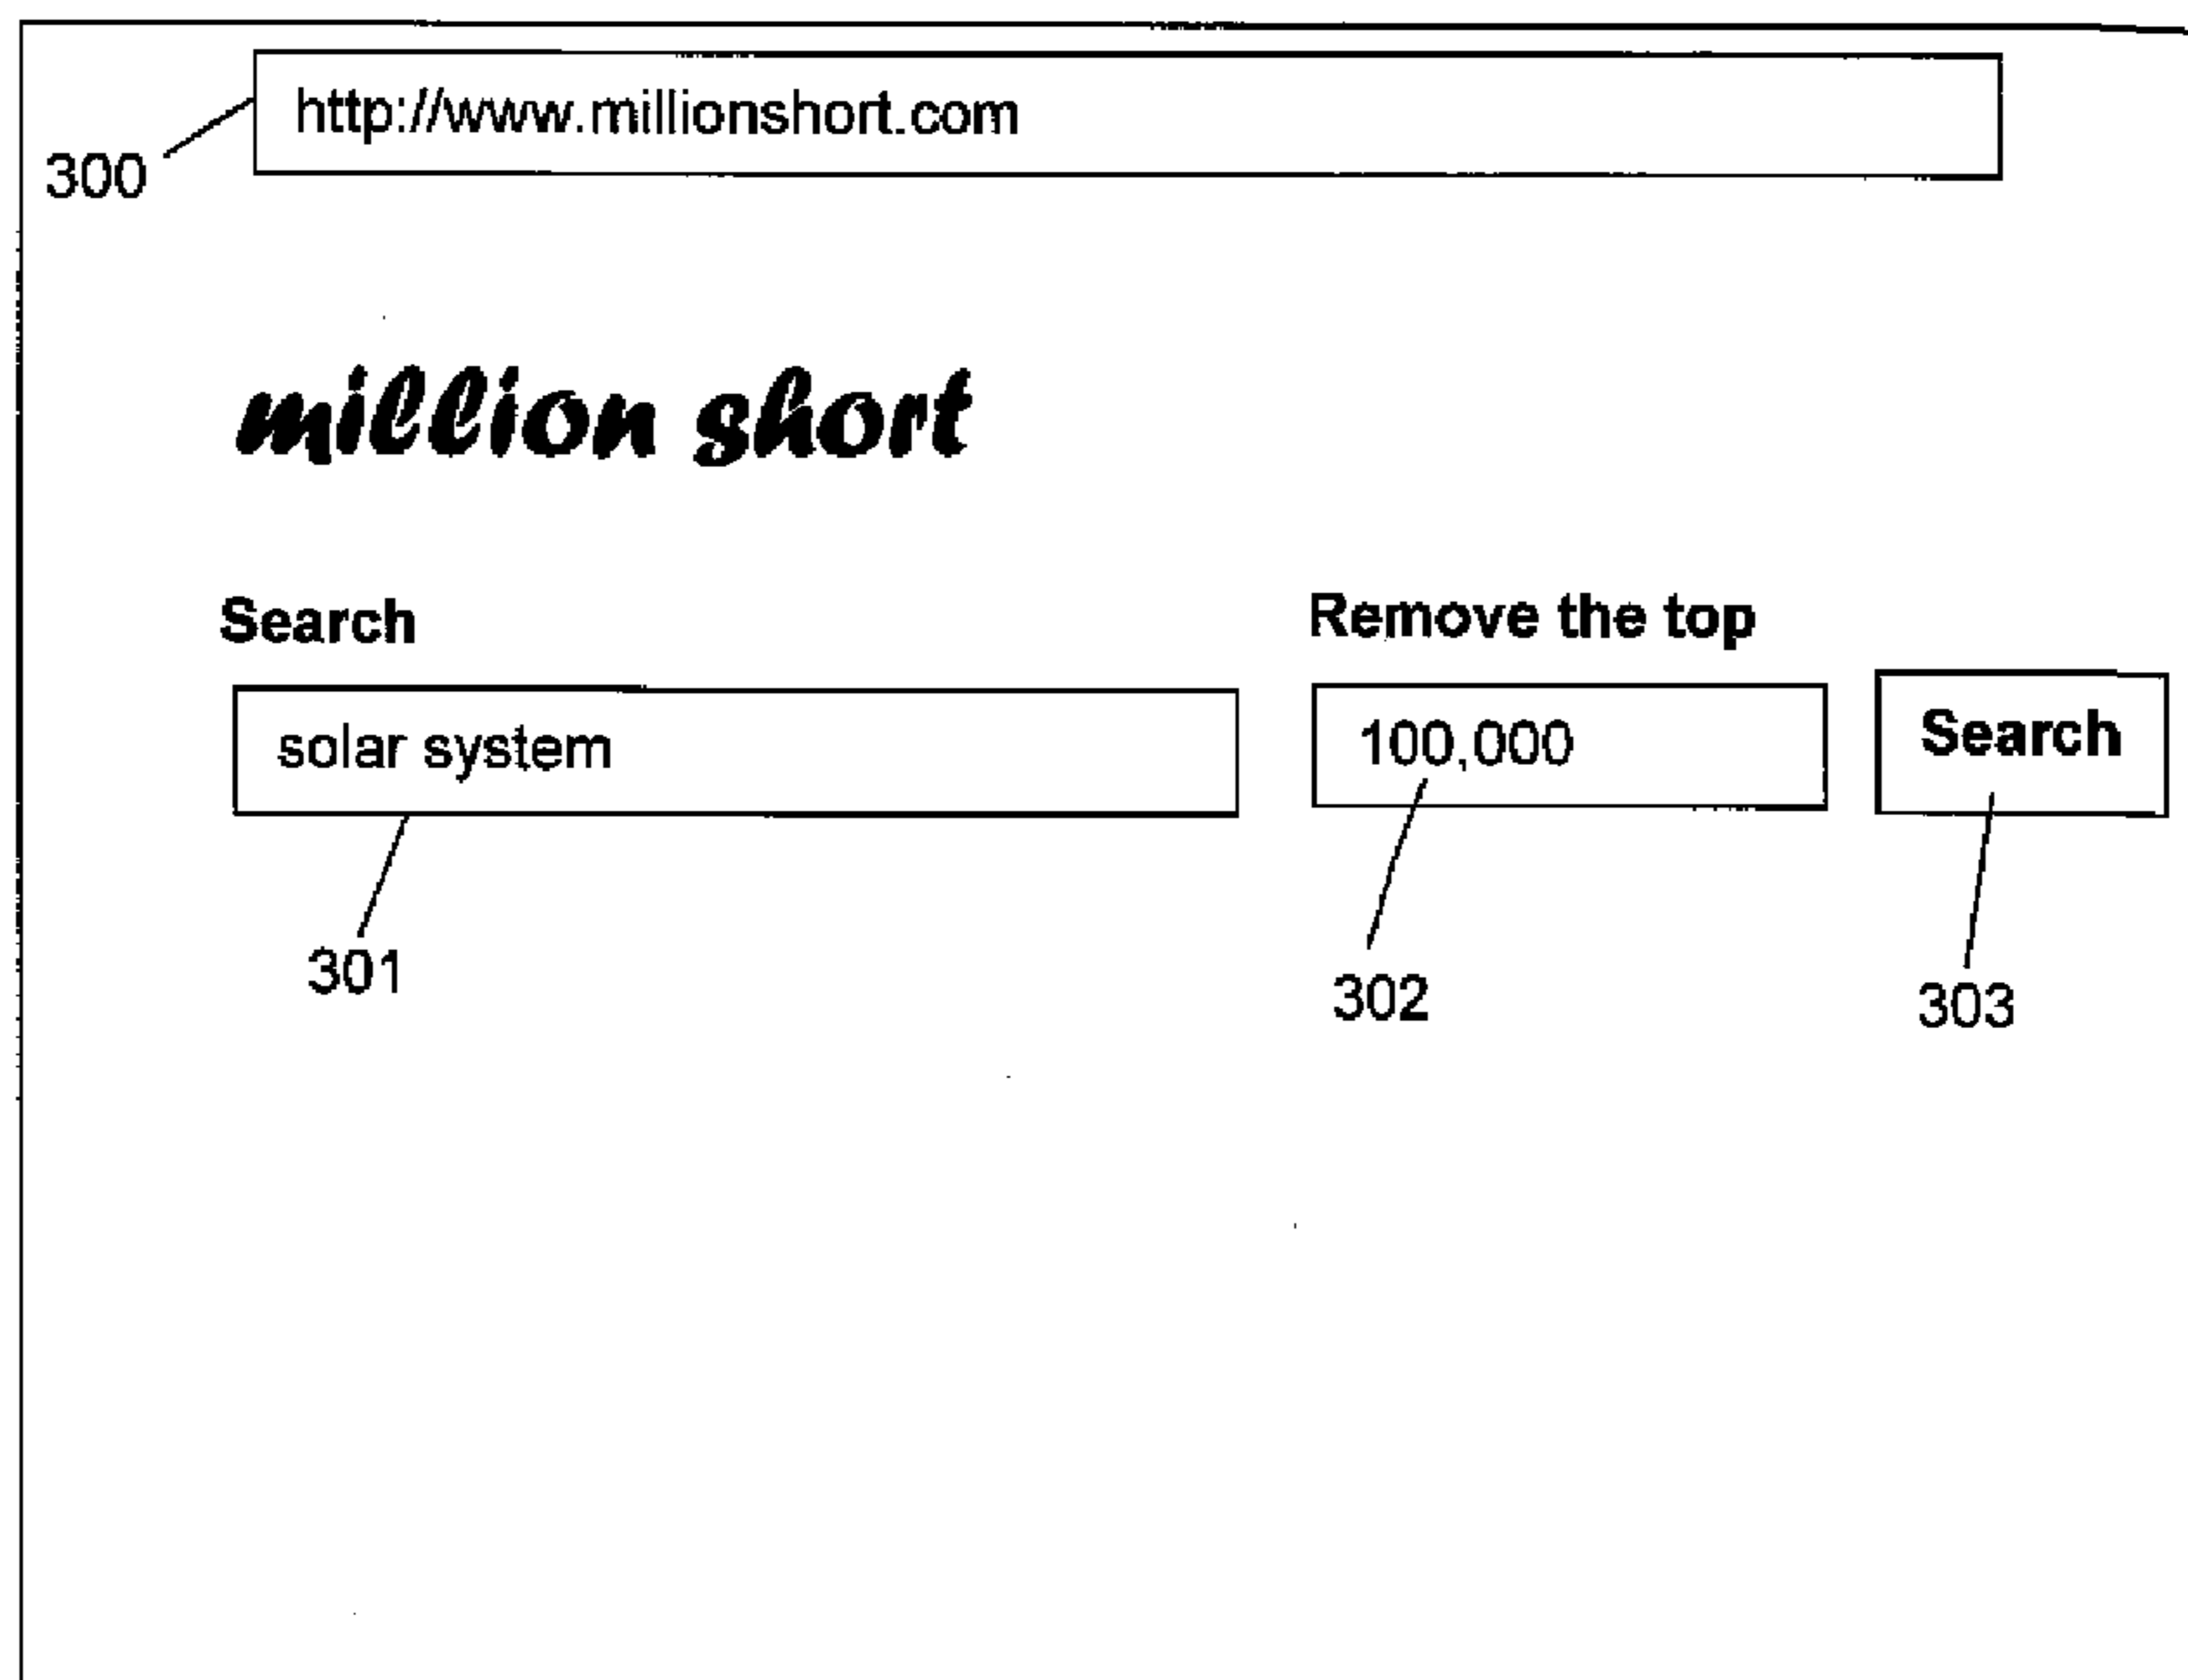 http://www.millionshort.com
300
million short
Search
Remove the top
solar system
100,000
Search
301
302
303